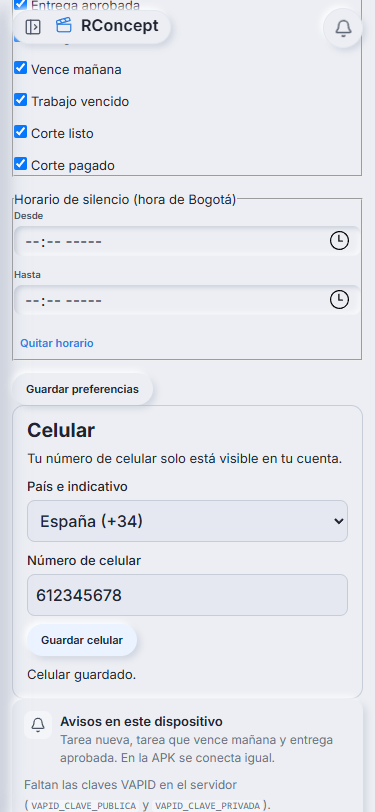 Entrega aprobada
RConcept
Vence mañana
Trabajo vencido
Corte listo
Corte pagado
Horario de silencio (hora de Bogotá)
Desde
--:-- -----
Hasta
--:-- -----
Quitar horario
Guardar preferencias
Celular
Tu número de celular solo está visible en tu cuenta.
País e indicativo
España (+34)
Número de celular
612345678
Guardar celular
Celular guardado.
Avisos en este dispositivo
Tarea nueva, tarea que vence mañana y entrega
aprobada. En la APK se conecta igual.
Faltan las claves VAPID en el servidor
(VAPID_CLAVE_PUBLICA y VAPID_CLAVE_PRIVADA).